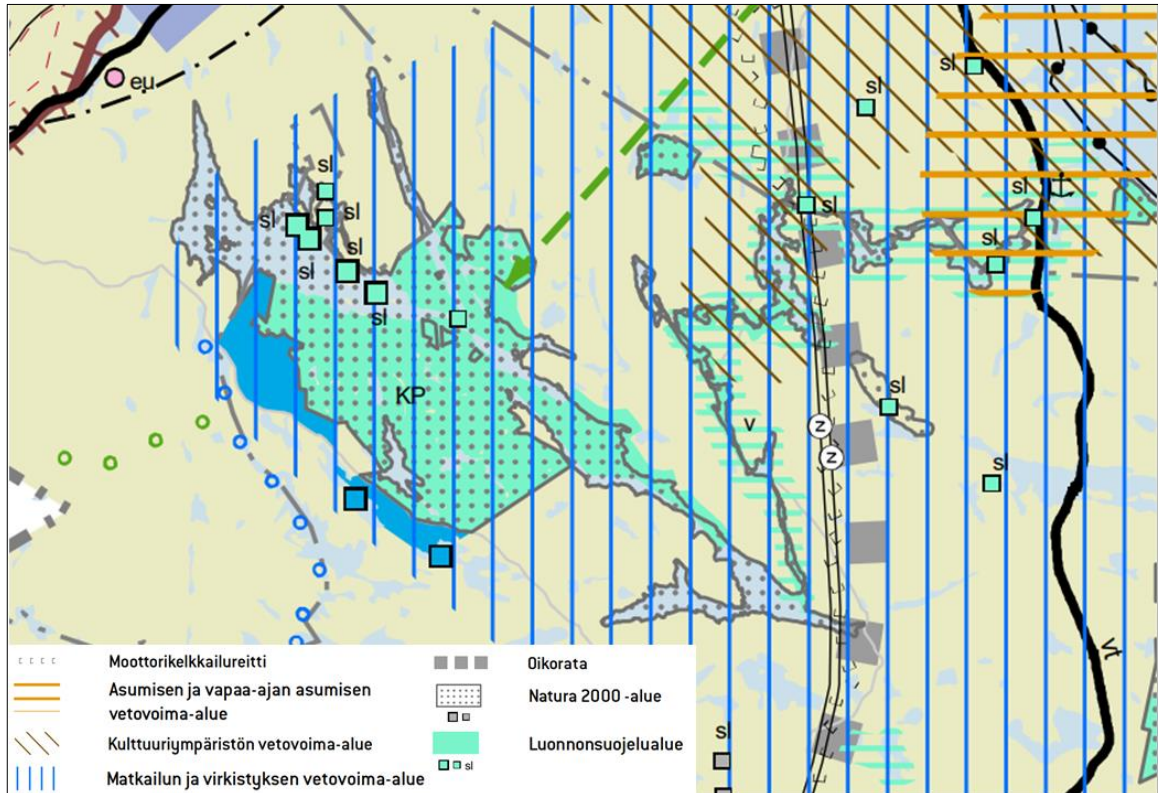 eu
sl
sl
sl
sl
sl
sl
sl
sl
sl
sl
sl
KP
v
z
z
sl
sl
vt
sl
Moottorikelkkailureitti
Asumisen ja vapaa-ajan asumisen
vetovoima-alue
Kulttuuriympäristön vetovoima-alue
Matkailun ja virkistyksen vetovoima-alue
Oikorata
Natura 2000 -alue
Luonnonsuojelualue
sl